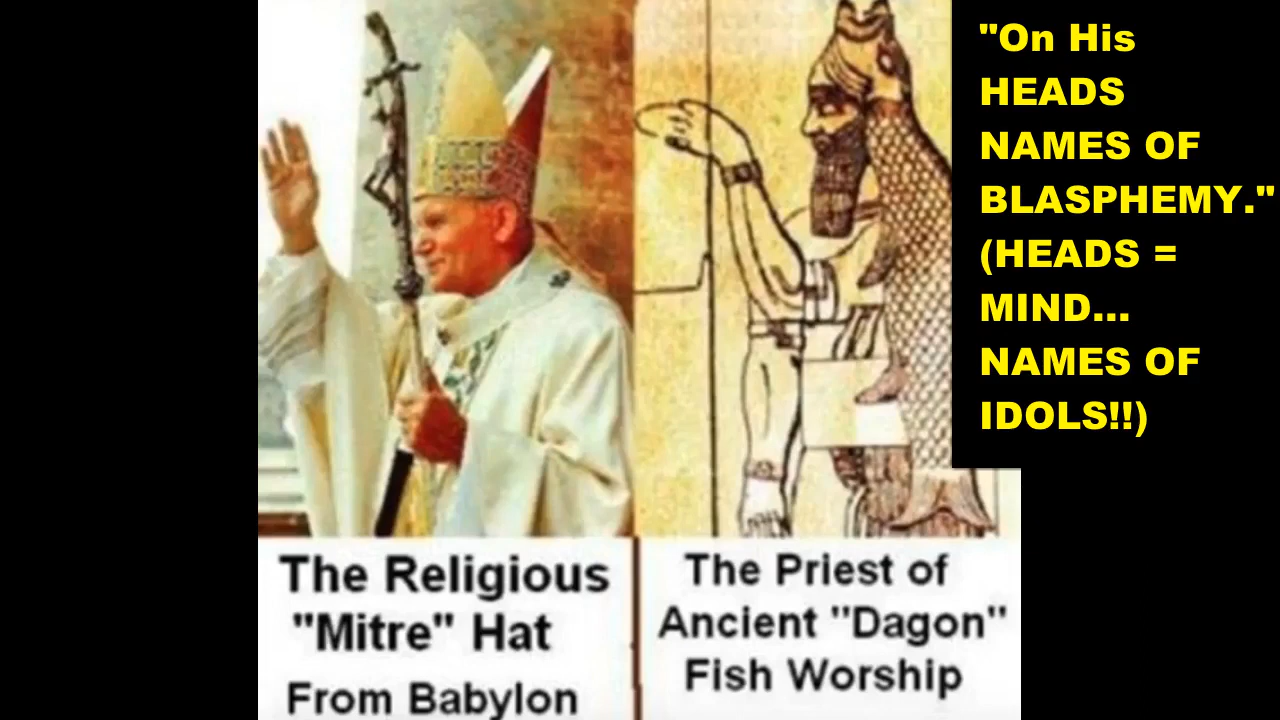 "On His
HEADS
NAMES OF
BLASPHEMY."
(HEADS =
MIND...
NAMES OF
IDOLS!!)
The Religious
"Mitre" Hat
From Babylon
The Priest of
Ancient "Dagon"
Fish Worship